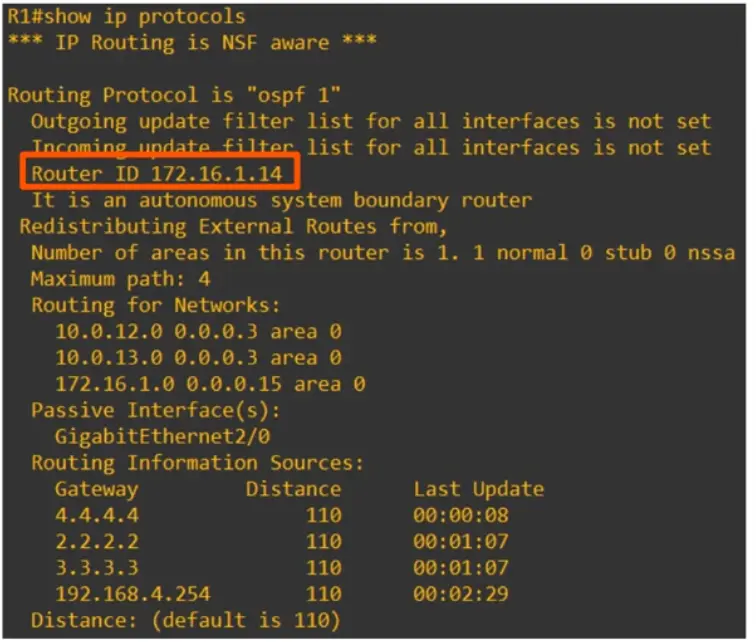 R1#show ip protocols
*** IP Routing is NSF aware ***
Routing Protocol is "ospf 1"
Outgoing update filter list for all interfaces is not set
Incoming update filter list for all interfaces is not set
Router ID 172.16.1.14
It is an autonomous system boundary router
Redistributing External Routes from,
Number of areas in this router is 1. 1 normal 0 stub 0 nssa
Maximum path: 4
Routing for Networks:
10.0.12.0 0.0.0.3 area 0
10.0.13.0 0.0.0.3 area 0
172.16.1.0 0.0.0.15 area 0
Passive Interface(s):
GigabitEthernet2/0
Routing Information Sources:
Gateway Distance Last Update
4.4.4.4 110 00:00:08
2.2.2.2 110 00:01:07
3.3.3.3 110 00:01:07
192.168.4.254 110 00:02:29
Distance: (default is 110)